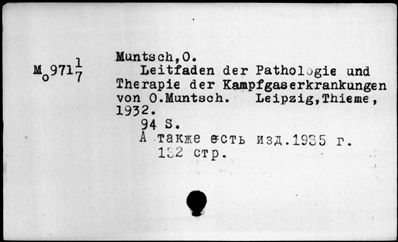 Muntsch,O.
M₀971 1/7
Leitfaden der Pathologie und
Therapie der Kampfgaserkrankungen
von O.Muntsch. Leipzig,Thieme,
1932.
94 S.
А также есть изд.1935 г.
132 стр.